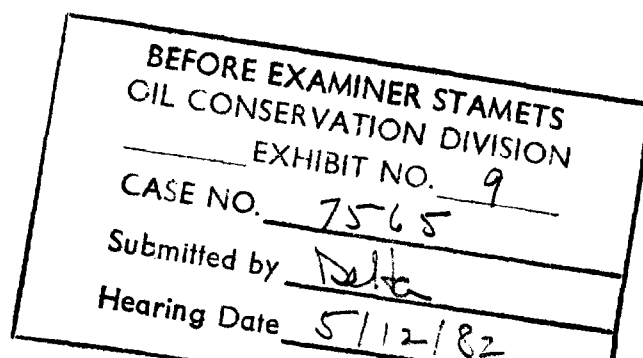 BEFORE EXAMINER STAMETS
OIL CONSERVATION DIVISION
EXHIBIT NO. 9
CASE NO. 7565
Submitted by Delta
Hearing Date 5/12/82